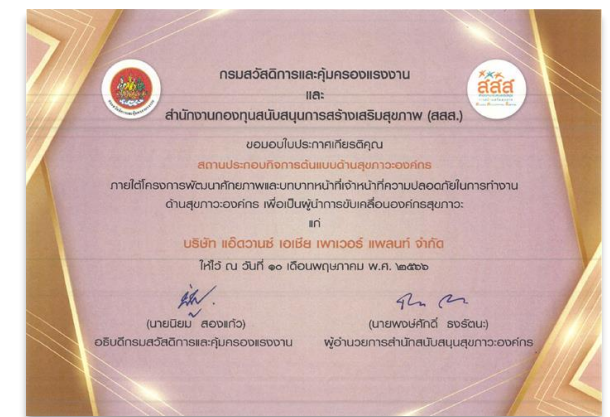 กรมสวัสดิการและคุ้มครองแรงงาน
และ
สำนักงานกองทุนสนับสนุนการสร้างเสริมสุขภาพ (สสส.)
สสส
ขอมอบใบประกาศเกียรติคุณ
สถานประกอบกิจการต้นแบบด้านสุขภาวะองค์กร
ภายใต้โครงการพัฒนาศักยภาพและบทบาทหน้าที่เจ้าหน้าที่ความปลอดภัยในการทำงาน
ด้านสุขภาวะองค์กร เพื่อเป็นผู้นำการขับเคลื่อนองค์กรสุขภาวะ
แก่
บริษัท แอ๊ดวานซ์ เอเชีย เพาเวอร์ แพลนท์ จำกัด
ให้ไว้ ณ วันที่ ๑๐ เดือนพฤษภาคม พ.ศ. ๒๕๖๖
(นายนิยม สองแก้ว) (นายพงษ์ศักดิ์ ธงรัตนะ)
อธิบดีกรมสวัสดิการและคุ้มครองแรงงาน ผู้อำนวยการสำนักสนับสนุนสุขภาวะองค์กร